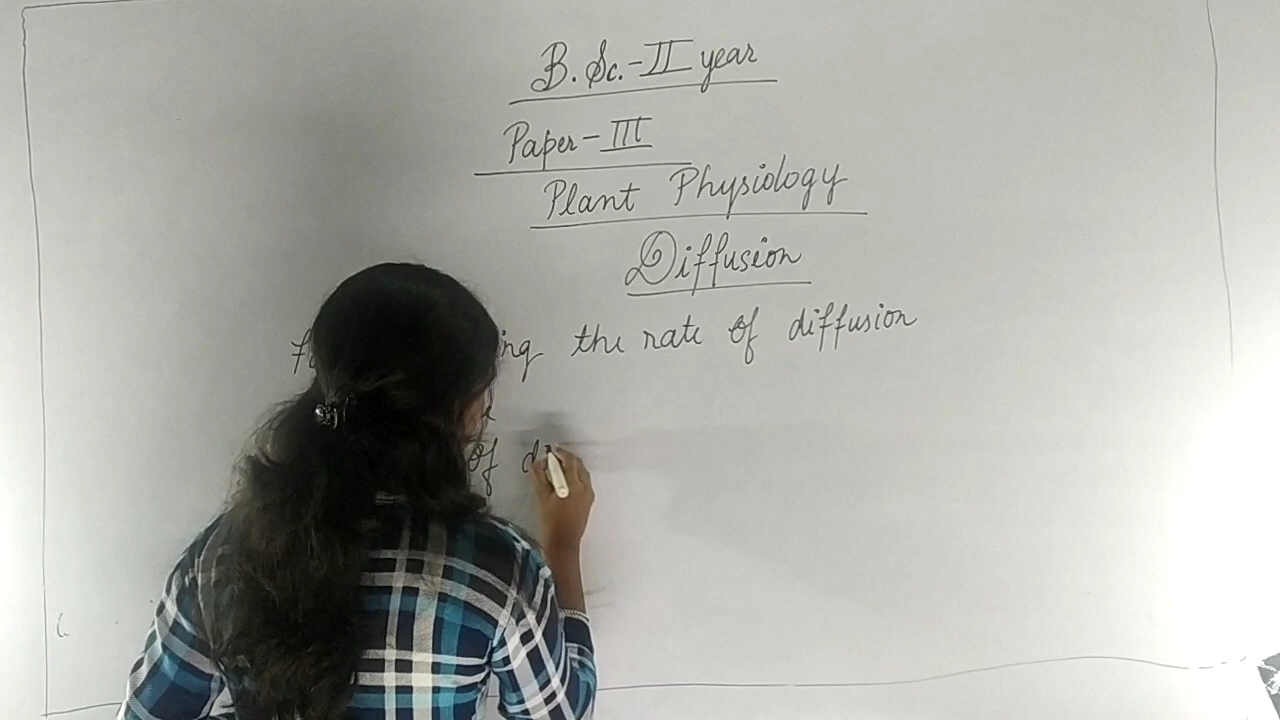 B. Sc.-II year
Paper-III
Plant Physiology
Diffusion
the rate of diffusion
of